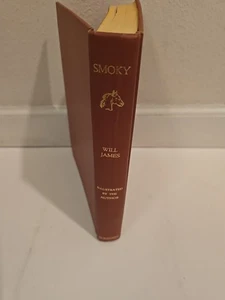 SMOKY
WILL
JAMES
ILLUSTRATED
BY THE
AUTHOR